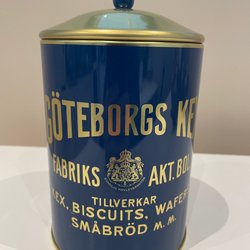 GÖTEBORGS KE
FABRIKS AKT. BOL
TILLVERKAR
KEX, BISCUITS, WAFER
SMÅBRÖD M. M.